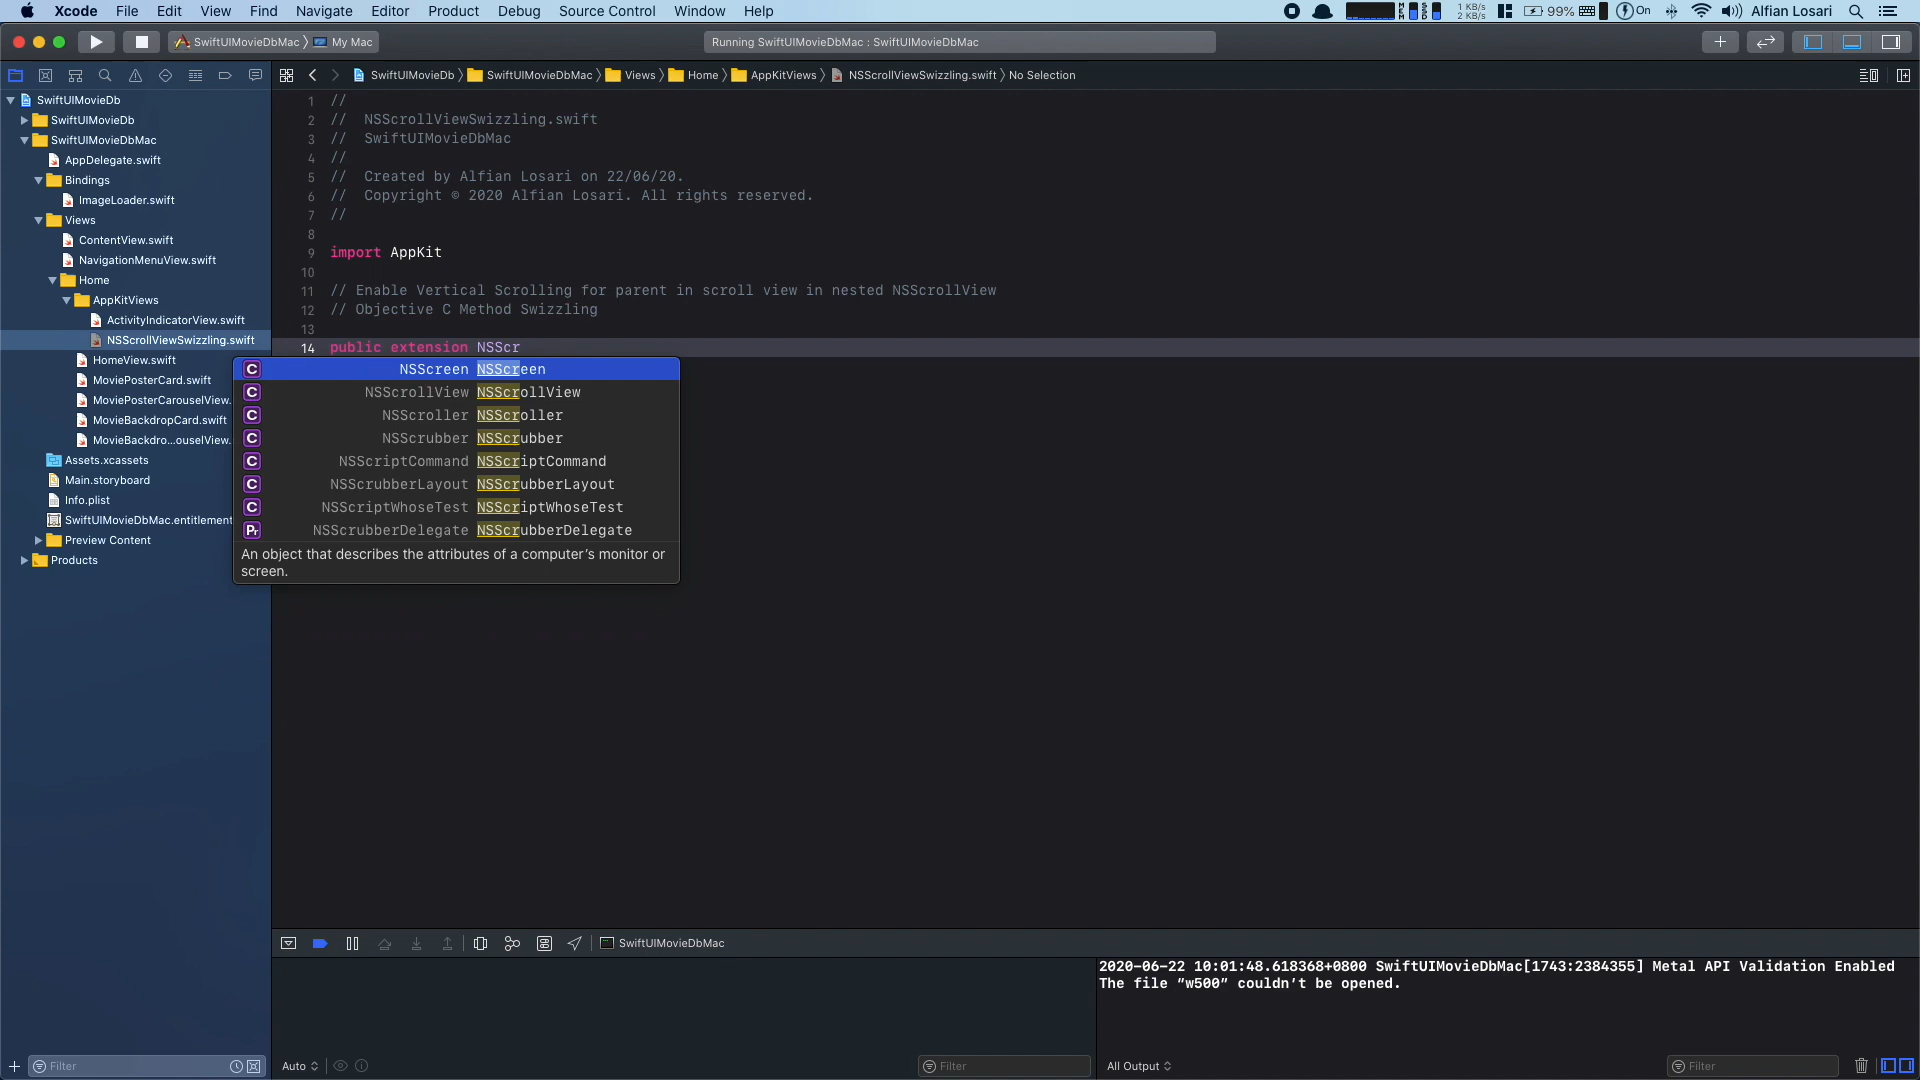 Xcode File Edit View Find Navigate Editor Product Debug Source Control Window Help
1 KB/s
2 KB/s
99% On Alfian Losari
SwiftUIMovieDbMac My Mac
Running SwiftUIMovieDbMac : SwiftUIMovieDbMac
SwiftUIMovieDb SwiftUIMovieDbMac Views Home AppKitViews NSScrollViewSwizzling.swift No Selection
SwiftUIMovieDb
SwiftUIMovieDb
SwiftUIMovieDbMac
AppDelegate.swift
Bindings
ImageLoader.swift
Views
ContentView.swift
NavigationMenuView.swift
Home
AppKitViews
ActivityIndicatorView.swift
NSScrollViewSwizzling.swift
HomeView.swift
MoviePosterCard.swift
MoviePosterCarouselView.
MovieBackdropCard.swift
MovieBackdro...ouselView.
Assets.xcassets
Main.storyboard
Info.plist
SwiftUIMovieDbMac.entitlement
Preview Content
Products
Filter
1 //
2 // NSScrollViewSwizzling.swift
3 // SwiftUIMovieDbMac
4 //
5 // Created by Alfian Losari on 22/06/20.
6 // Copyright © 2020 Alfian Losari. All rights reserved.
7 //
8
9 import AppKit
10
11 // Enable Vertical Scrolling for parent in scroll view in nested NSScrollView
12 // Objective C Method Swizzling
13
14 public extension NSScr
C NSScreen NSScreen
C NSScrollView NSScrollView
C NSScroller NSScroller
C NSScrubber NSScrubber
C NSScriptCommand NSScriptCommand
C NSScrubberLayout NSScrubberLayout
C NSScriptWhoseTest NSScriptWhoseTest
Pr NSScrubberDelegate NSScrubberDelegate
An object that describes the attributes of a computer's monitor or
screen.
SwiftUIMovieDbMac
2020-06-22 10:01:48.618368+0800 SwiftUIMovieDbMac[1743:2384355] Metal API Validation Enabled
The file “w500” couldn’t be opened.
Auto Filter All Output Filter